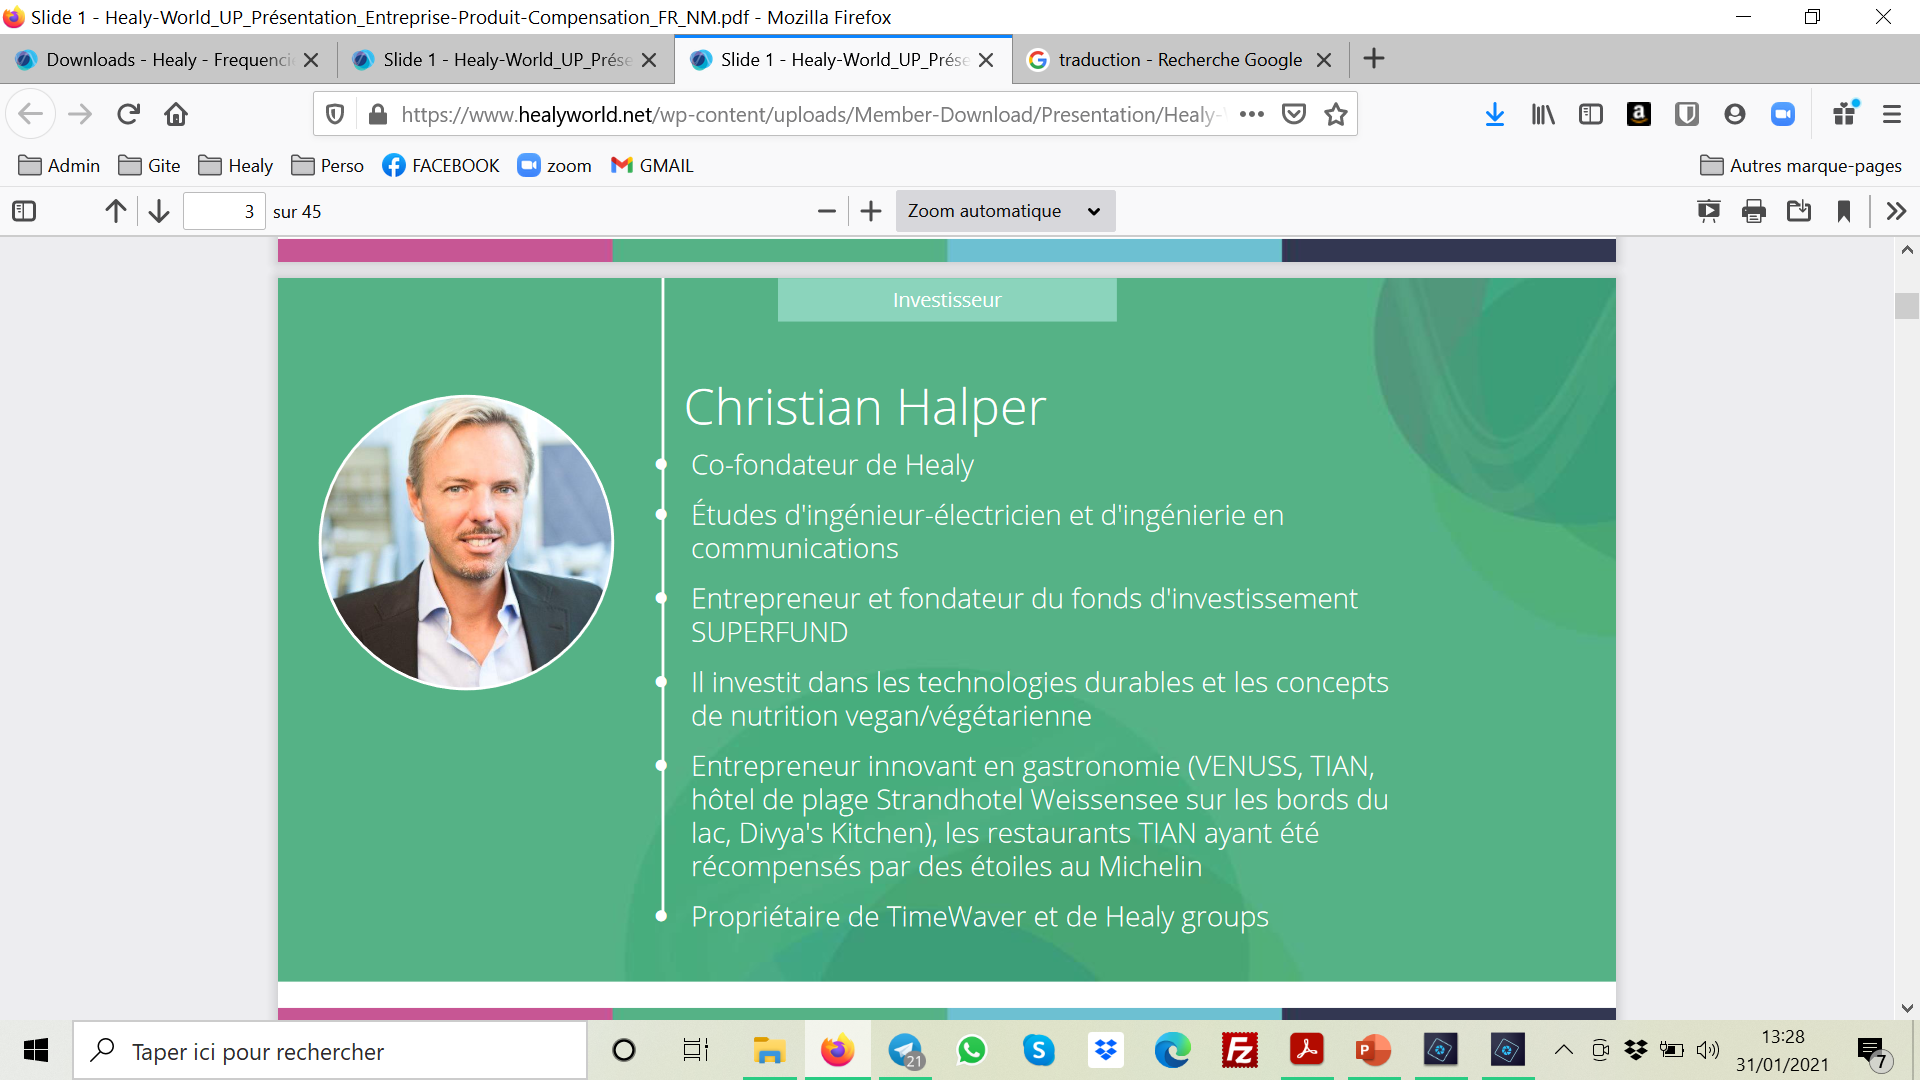 Slide 1 - Healy-World_UP_Présentation_Entreprise-Produit-Compensation_FR_NM.pdf - Mozilla Firefox
Downloads - Healy - Frequencie
Slide 1 - Healy-World_UP_Prése
Slide 1 - Healy-World_UP_Prése
traduction - Recherche Google
https://www.healyworld.net/wp-content/uploads/Member-Download/Presentation/Healy-
Admin
Gite
Healy
Perso
FACEBOOK
zoom
GMAIL
Autres marque-pages
3
sur 45
Zoom automatique
Investisseur
Christian Halper
Co-fondateur de Healy
Études d'ingénieur-électricien et d'ingénierie en
communications
Entrepreneur et fondateur du fonds d'investissement
SUPERFUND
Il investit dans les technologies durables et les concepts
de nutrition vegan/végétarienne
Entrepreneur innovant en gastronomie (VENUSS, TIAN,
hôtel de plage Strandhotel Weissensee sur les bords du
lac, Divya's Kitchen), les restaurants TIAN ayant été
récompensés par des étoiles au Michelin
Propriétaire de TimeWaver et de Healy groups
Taper ici pour rechercher
21
13:28
31/01/2021
7